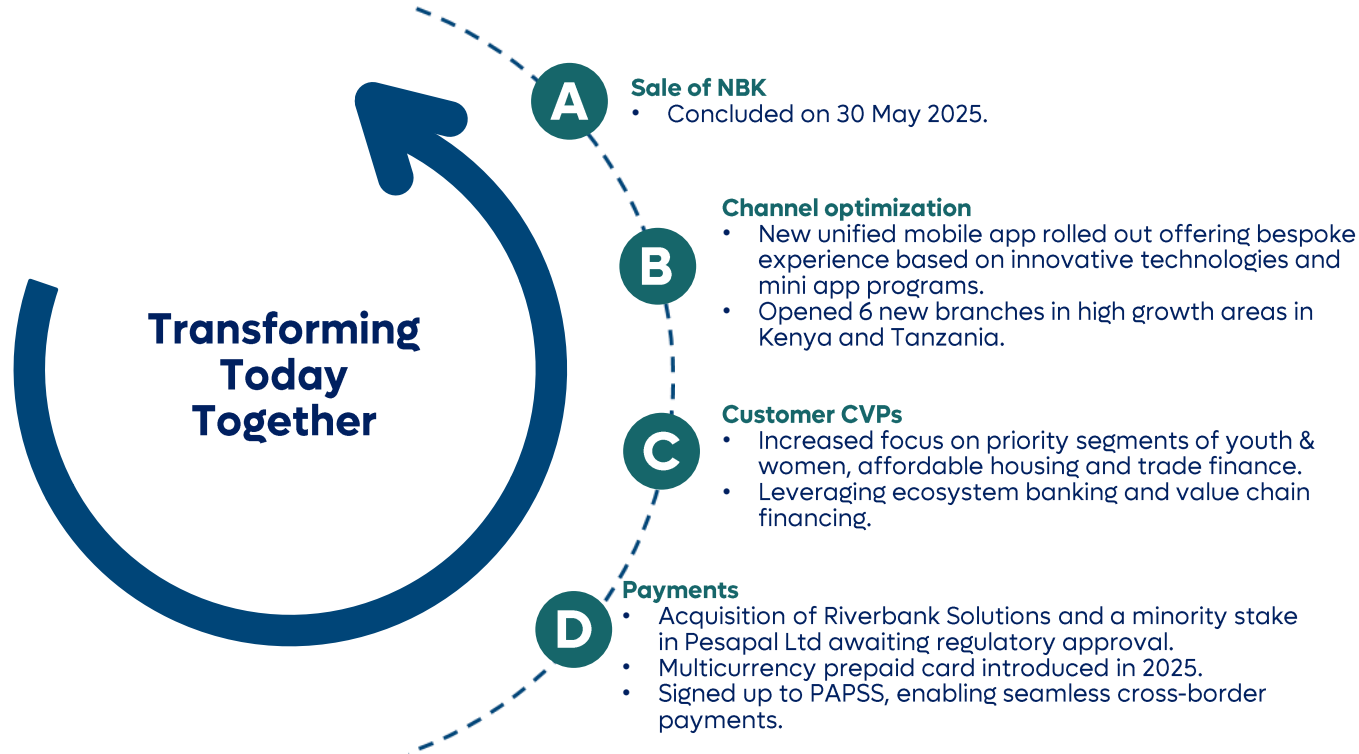 Transforming
Today
Together
A
Sale of NBK
• Concluded on 30 May 2025.
B
Channel optimization
• New unified mobile app rolled out offering bespoke
experience based on innovative technologies and
mini app programs.
• Opened 6 new branches in high growth areas in
Kenya and Tanzania.
C
Customer CVPs
• Increased focus on priority segments of youth &
women, affordable housing and trade finance.
• Leveraging ecosystem banking and value chain
financing.
D
Payments
• Acquisition of Riverbank Solutions and a minority stake
in Pesapal Ltd awaiting regulatory approval.
• Multicurrency prepaid card introduced in 2025.
• Signed up to PAPSS, enabling seamless cross-border
payments.